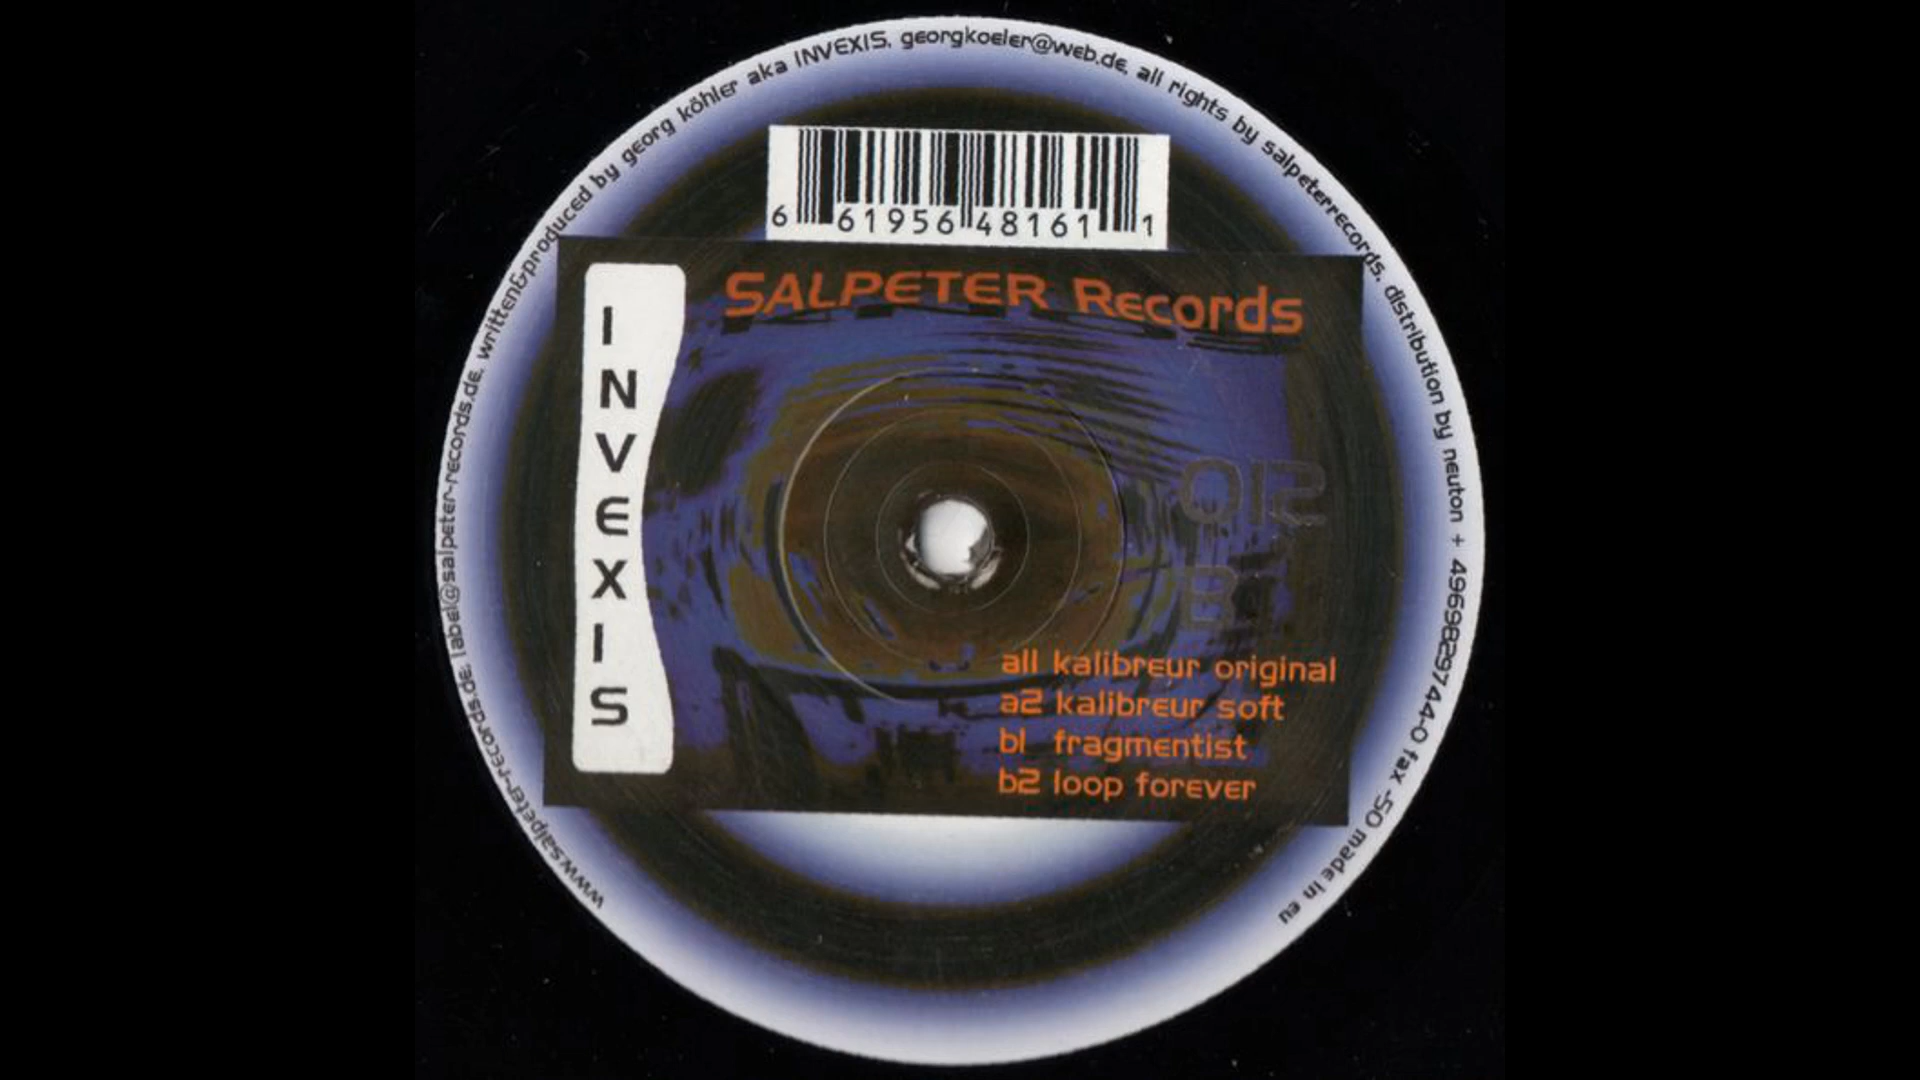 www.salpeter-records.de, label@salpeter-records.de, written&produced by georg köhler aka INVEXIS, georgkoeler@web.de, all rights by salpeterrecords, distribution by neuton + 4969829744-0 fax -50 made in eu
6 61956 48161 1
SALPETER Records
INVEXIS
012
B
a1 kalibreur original
a2 kalibreur soft
b1 fragmentist
b2 loop forever